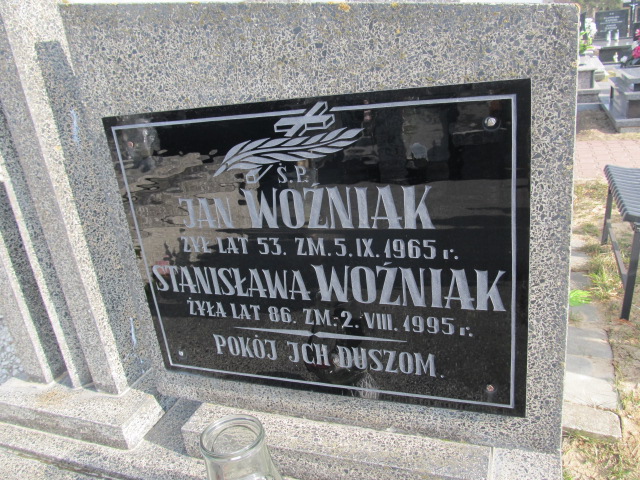 Ś.P.
JAN WOŹNIAK
ŻYŁ LAT 53. ZM. 5. IX. 1965 r.
STANISŁAWA WOŹNIAK
ŻYŁA LAT 86. ZM. 2. VIII. 1995 r.
POKÓJ ICH DUSZOM.